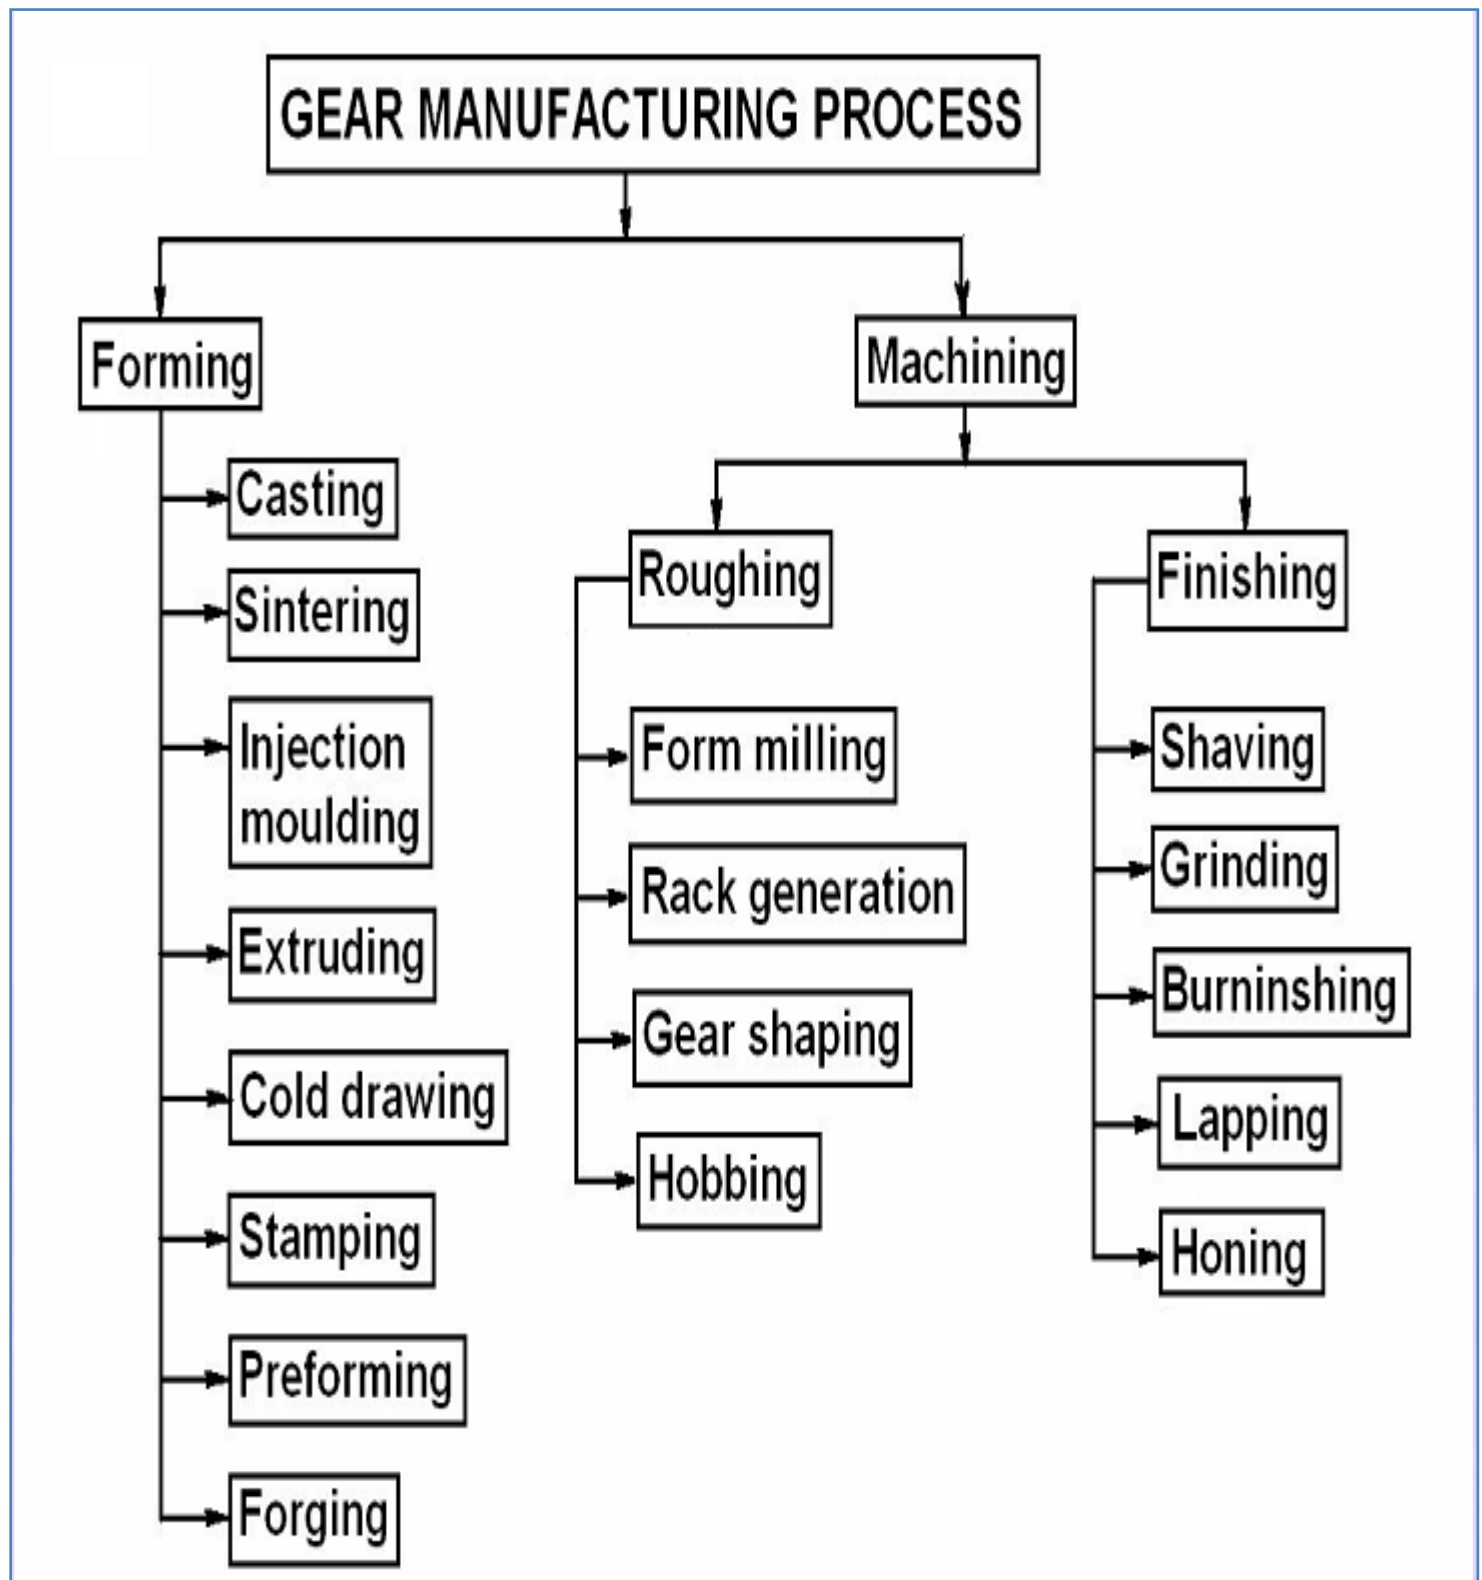 GEAR MANUFACTURING PROCESS
Forming
Machining
Casting
Sintering
Injection
moulding
Extruding
Cold drawing
Stamping
Preforming
Forging
Roughing
Form milling
Rack generation
Gear shaping
Hobbing
Finishing
Shaving
Grinding
Burninshing
Lapping
Honing